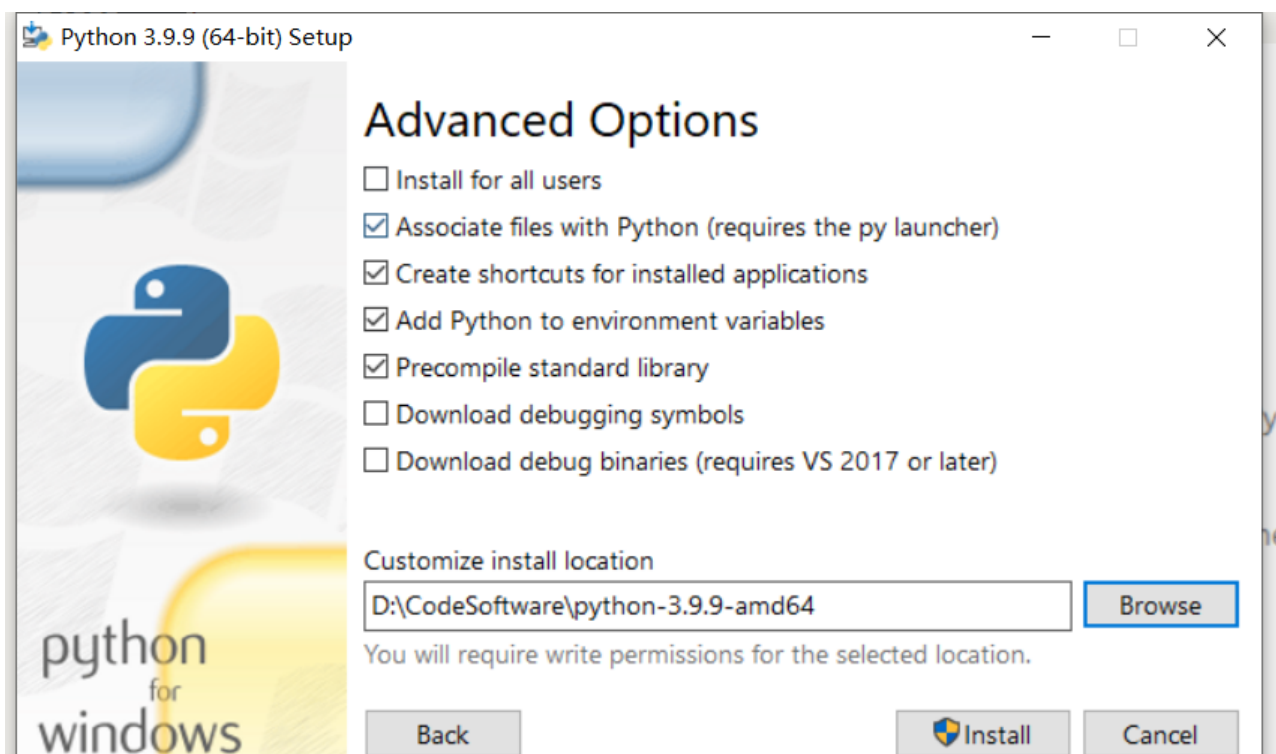 Python 3.9.9 (64-bit) Setup
Advanced Options
Install for all users
Associate files with Python (requires the py launcher)
Create shortcuts for installed applications
Add Python to environment variables
Precompile standard library
Download debugging symbols
Download debug binaries (requires VS 2017 or later)
Customize install location
D:\CodeSoftware\python-3.9.9-amd64
Browse
You will require write permissions for the selected location.
python
for
windows
Back
Install
Cancel